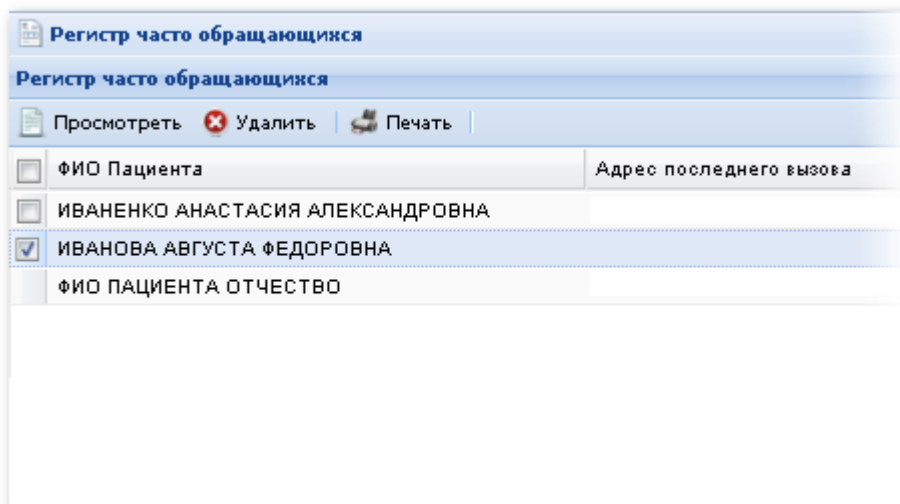 Регистр часто обращающихся
Регистр часто обращающихся
Просмотреть Удалить Печать
ФИО Пациента Адрес последнего вызова
ИВАНЕНКО АНАСТАСИЯ АЛЕКСАНДРОВНА
ИВАНОВА АВГУСТА ФЕДОРОВНА
ФИО ПАЦИЕНТА ОТЧЕСТВО